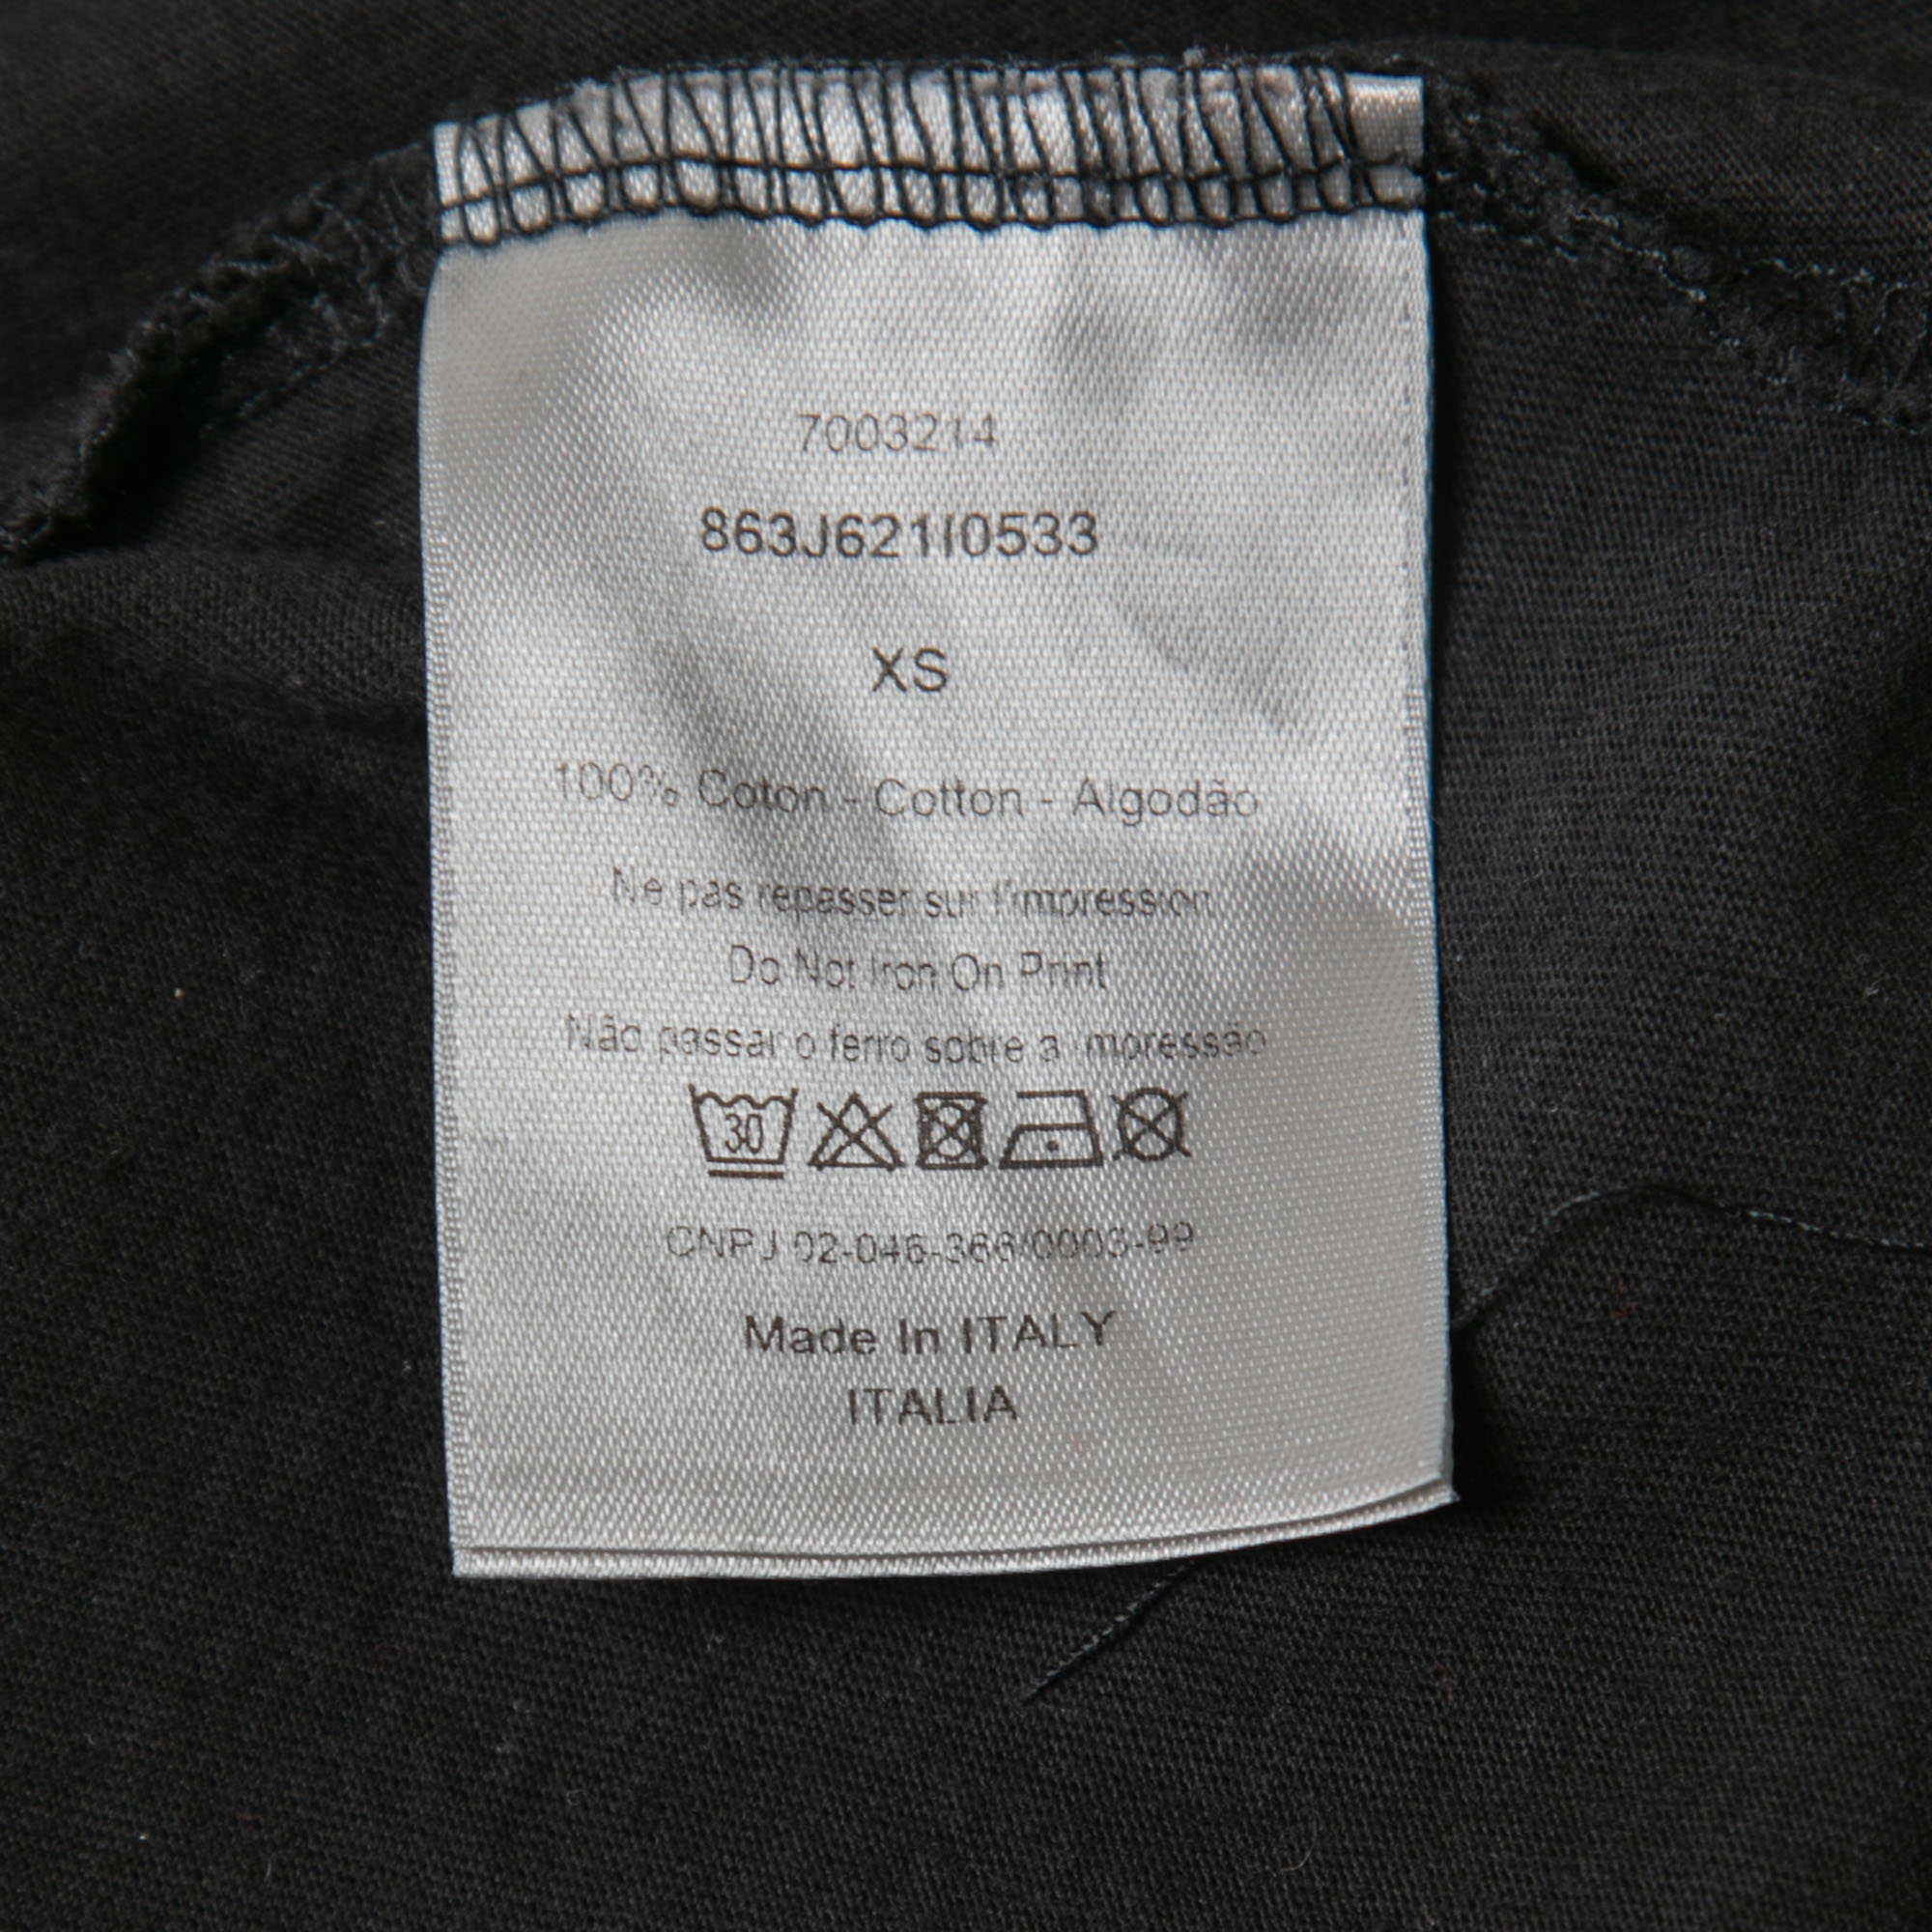 7003214
863J621I0533
XS
100% Coton - Cotton - Algodão
Ne pas repasser sur l'impression
Do Not Iron On Print
Não passar o ferro sobre a impressão
30
CNPJ 02-046-366/0003-99
Made In ITALY
ITALIA